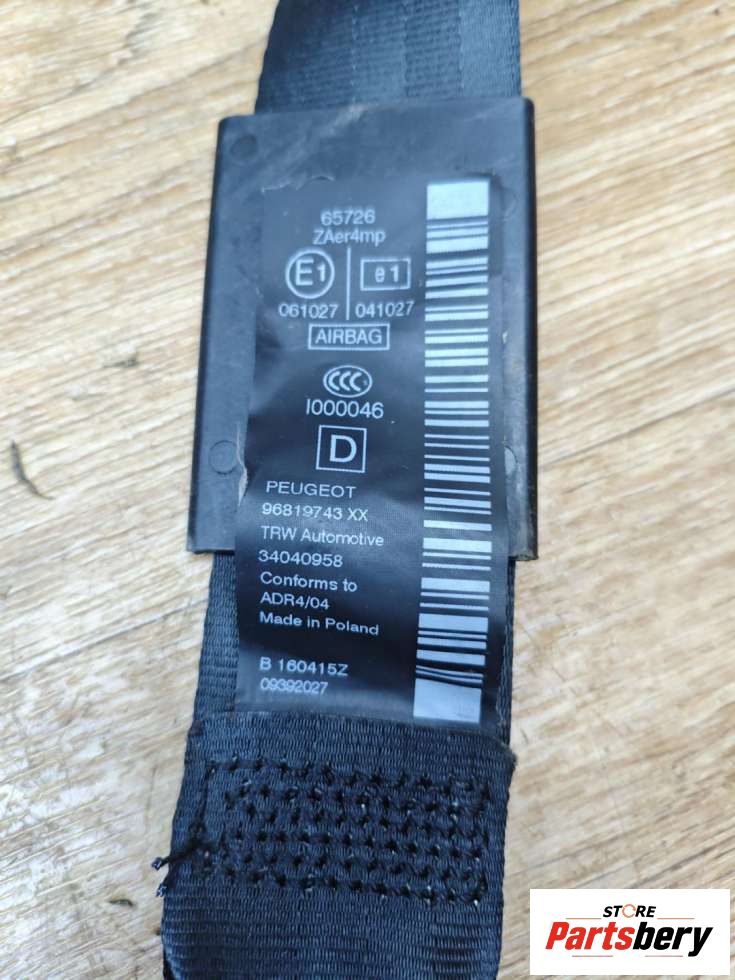 65726
ZAer4mp
E1 e1
061027 041027
AIRBAG
CCC
I000046
D
PEUGEOT
96819743 XX
TRW Automotive
34040958
Conforms to
ADR4/04
Made in Poland
B 160415Z
09392027
STORE
Partsbery